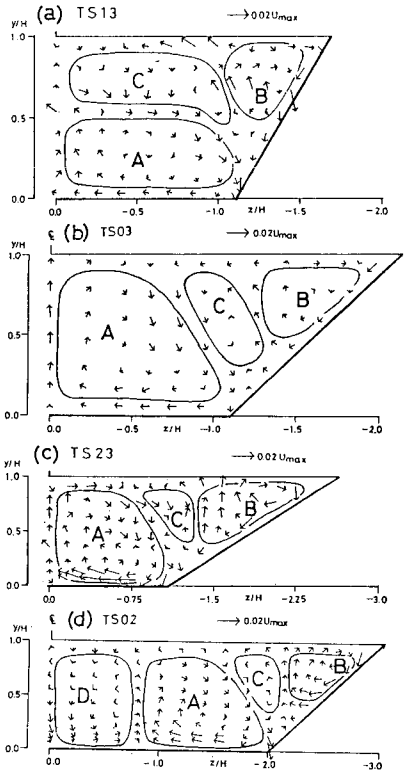 (a) TS13
y/H
→ 0.02Umax
1.0
0.5
0.0
C
B
A
0.0 -0.5 -1.0 -1.5 -2.0
z/H
(b) TS03
℄
y/H
→ 0.02Umax
1.0
0.5
0.0
A
C
B
0.0 -0.5 -1.0 -1.5 -2.0
z/H
(c) TS23
℄
y/H
→ 0.02Umax
1.0
0.5
0.0
A
C
B
0.0 -0.75 -1.5 -2.25 -3.0
z/H
(d) TS02
℄
y/H
→ 0.02Umax
1.0
0.5
0.0
D
A
C
B
0.0 -1.0 -2.0 -3.0
z/H